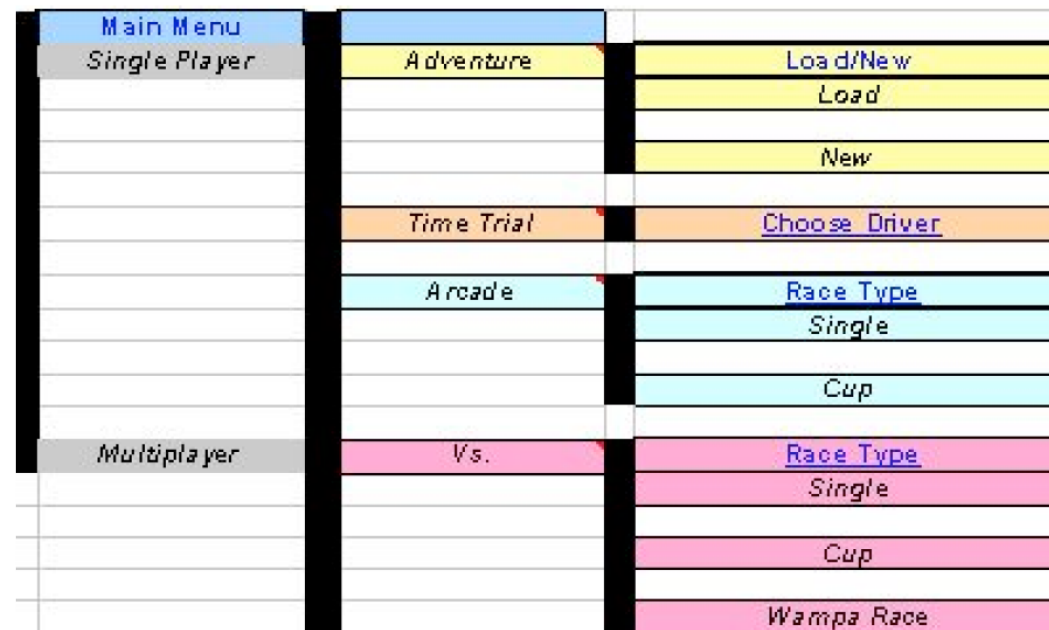 Main Menu
Single Player Adventure Load/New
Load
New
Time Trial Choose Driver
Arcade Race Type
Single
Cup
Multiplayer Vs. Race Type
Single
Cup
Wampa Race